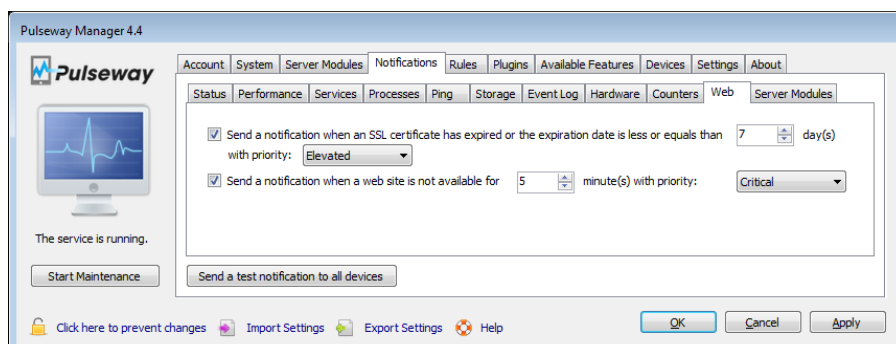 Pulseway Manager 4.4
Pulseway
Account System Server Modules Notifications Rules Plugins Available Features Devices Settings About
Status Performance Services Processes Ping Storage Event Log Hardware Counters Web Server Modules
Send a notification when an SSL certificate has expired or the expiration date is less or equals than 7 day(s)
with priority: Elevated
Send a notification when a web site is not available for 5 minute(s) with priority: Critical
The service is running.
Start Maintenance
Send a test notification to all devices
Click here to prevent changes Import Settings Export Settings Help
OK Cancel Apply